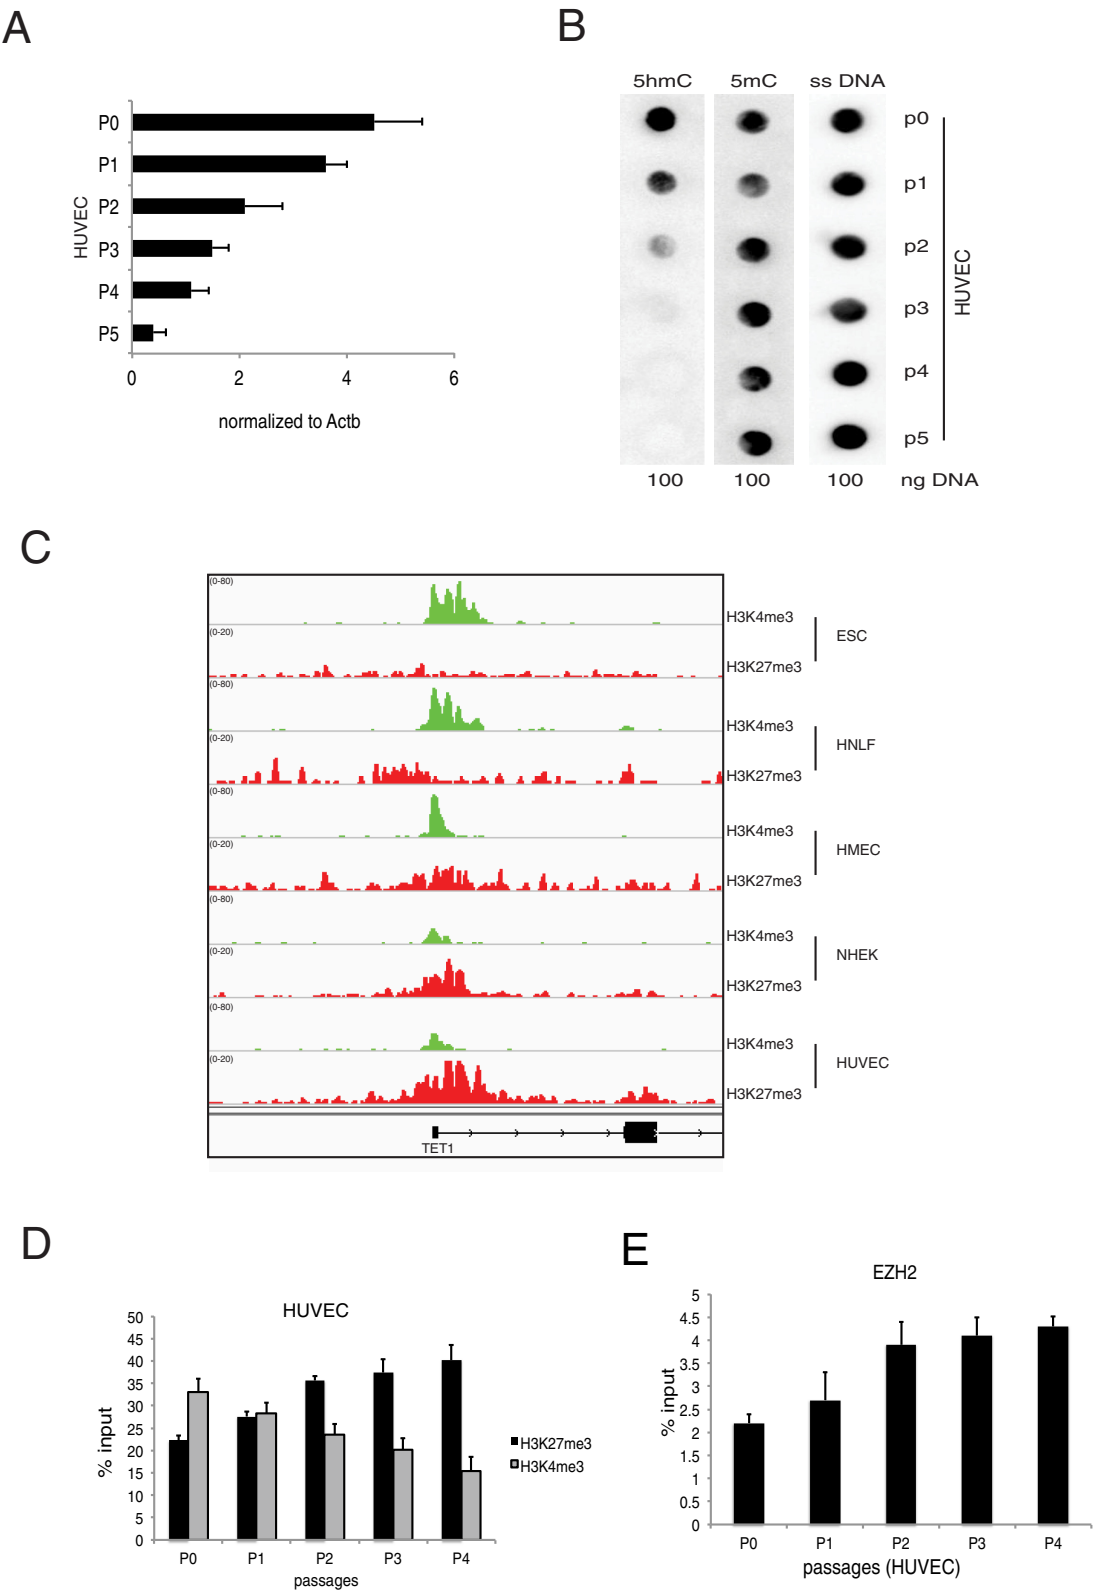 A
P0
P1
P2
P3
P4
P5
HUVEC
0 2 4 6
normalized to Actb
B
5hmC 5mC ss DNA
p0
p1
p2
p3
p4
p5
HUVEC
100 100 100 ng DNA
C
(0-80)
H3K4me3
(0-20)
H3K27me3
ESC
(0-80)
H3K4me3
(0-20)
H3K27me3
HNLF
(0-80)
H3K4me3
(0-20)
H3K27me3
HMEC
(0-80)
H3K4me3
(0-20)
H3K27me3
NHEK
(0-80)
H3K4me3
(0-20)
H3K27me3
HUVEC
TET1
D
HUVEC
50
45
40
35
30
25
20
15
10
5
0
% input
H3K27me3
H3K4me3
P0 P1 P2 P3 P4
passages
E
EZH2
5
4.5
4
3.5
3
2.5
2
1.5
1
0.5
0
% input
P0 P1 P2 P3 P4
passages (HUVEC)